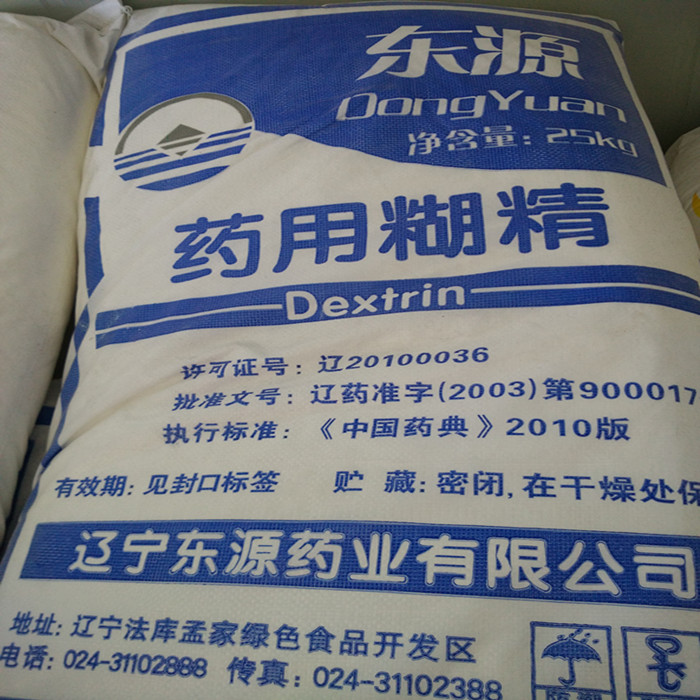 东源
DongYuan
净含量：25kg
药用糊精
Dextrin
许可证号：辽20100036
批准文号：辽药准字(2003)第900017
执行标准：《中国药典》2010版
有效期：见封口标签 贮 藏：密闭，在干燥处保
辽宁东源药业有限公司
地址：辽宁法库孟家绿色食品开发区
电话：024-31102888 传真：024-31102388